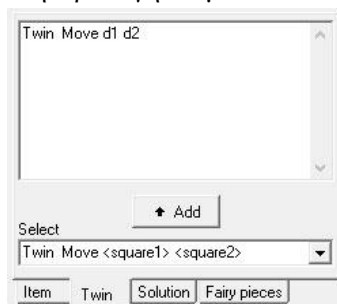 Twin Move d1 d2
Add
Select
Twin Move <square1> <square2>
Item Twin Solution Fairy pieces